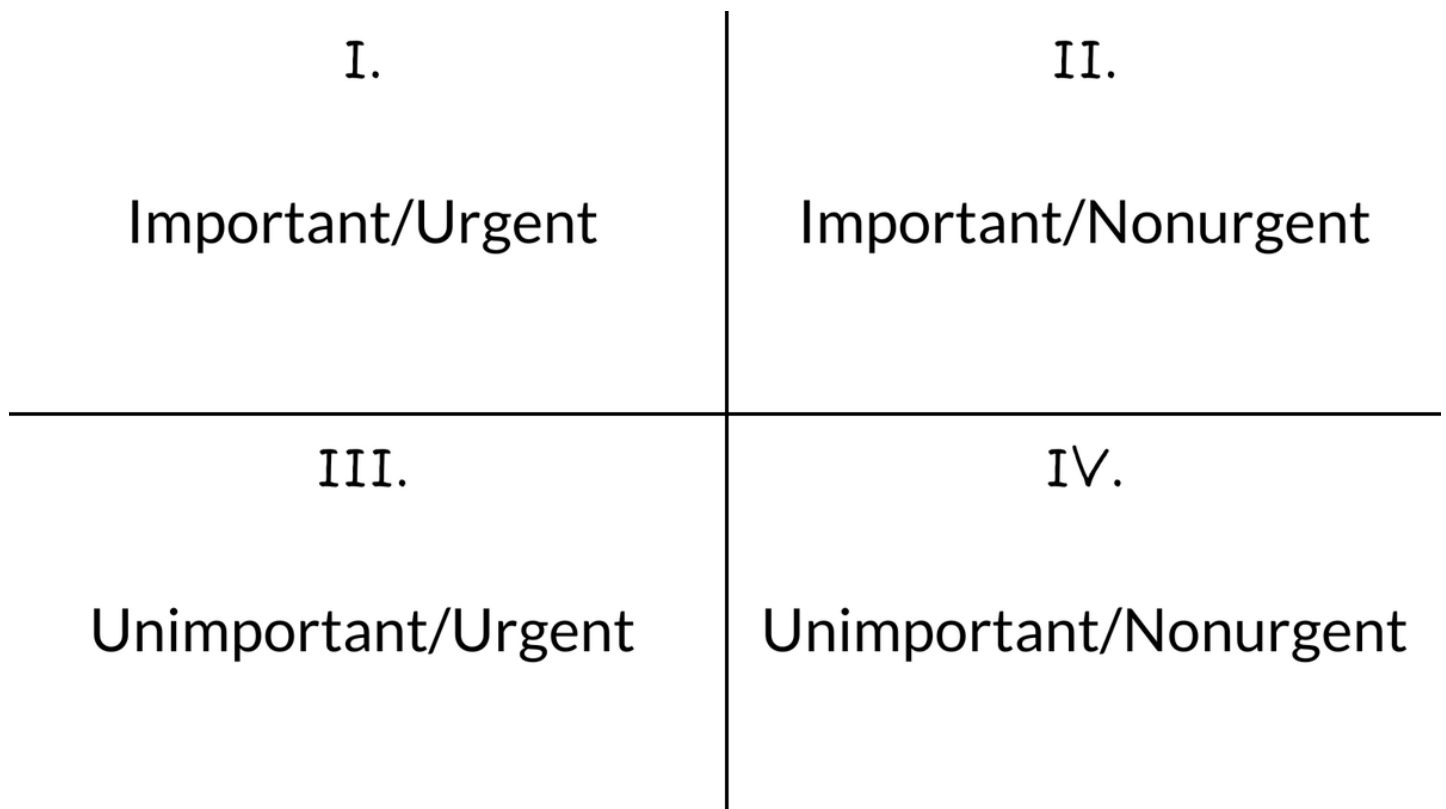 I.
Important/Urgent
II.
Important/Nonurgent
III.
Unimportant/Urgent
IV.
Unimportant/Nonurgent